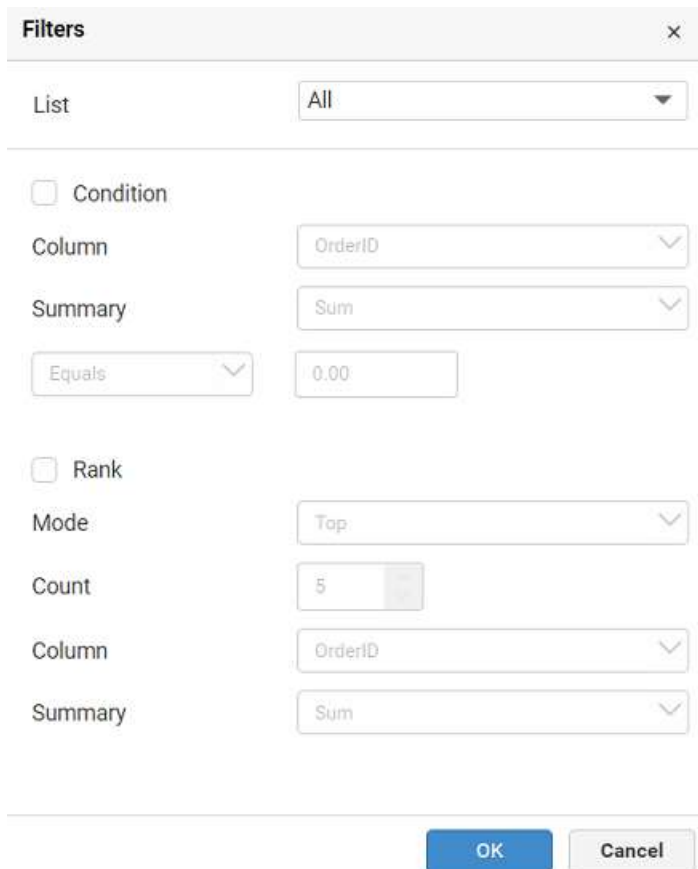 Filters ×
List All
Condition
Column OrderID
Summary Sum
Equals 0.00
Rank
Mode Top
Count 5
Column OrderID
Summary Sum
OK Cancel